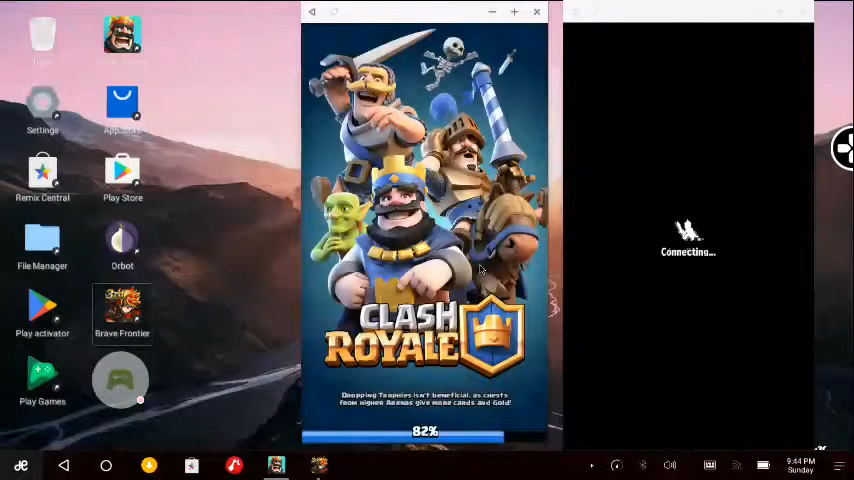 Settings
App Store
Remix Central
Play Store
File Manager
Orbot
Play activator
Brave Frontier
Play Games
CLASH
ROYALE
Dropping Trophies isn't beneficial, as chests
from higher Arenas give more cards and Gold!
82%
Connecting...
9:44 PM
Sunday